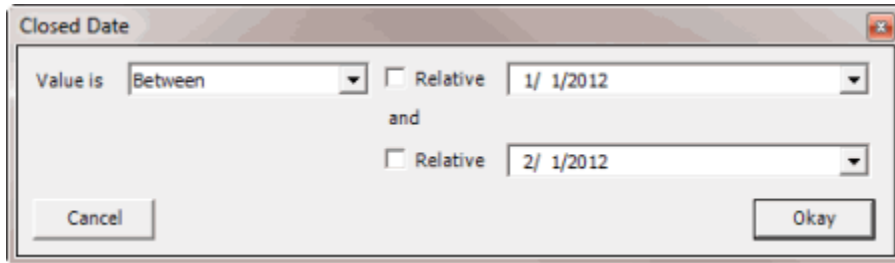 Closed Date
Value is Between Relative 1/ 1/2012
and
Relative 2/ 1/2012
Cancel Okay